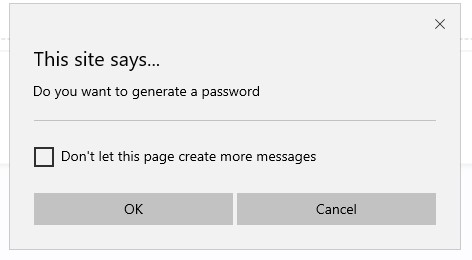 This site says...
Do you want to generate a password
Don't let this page create more messages
OK
Cancel